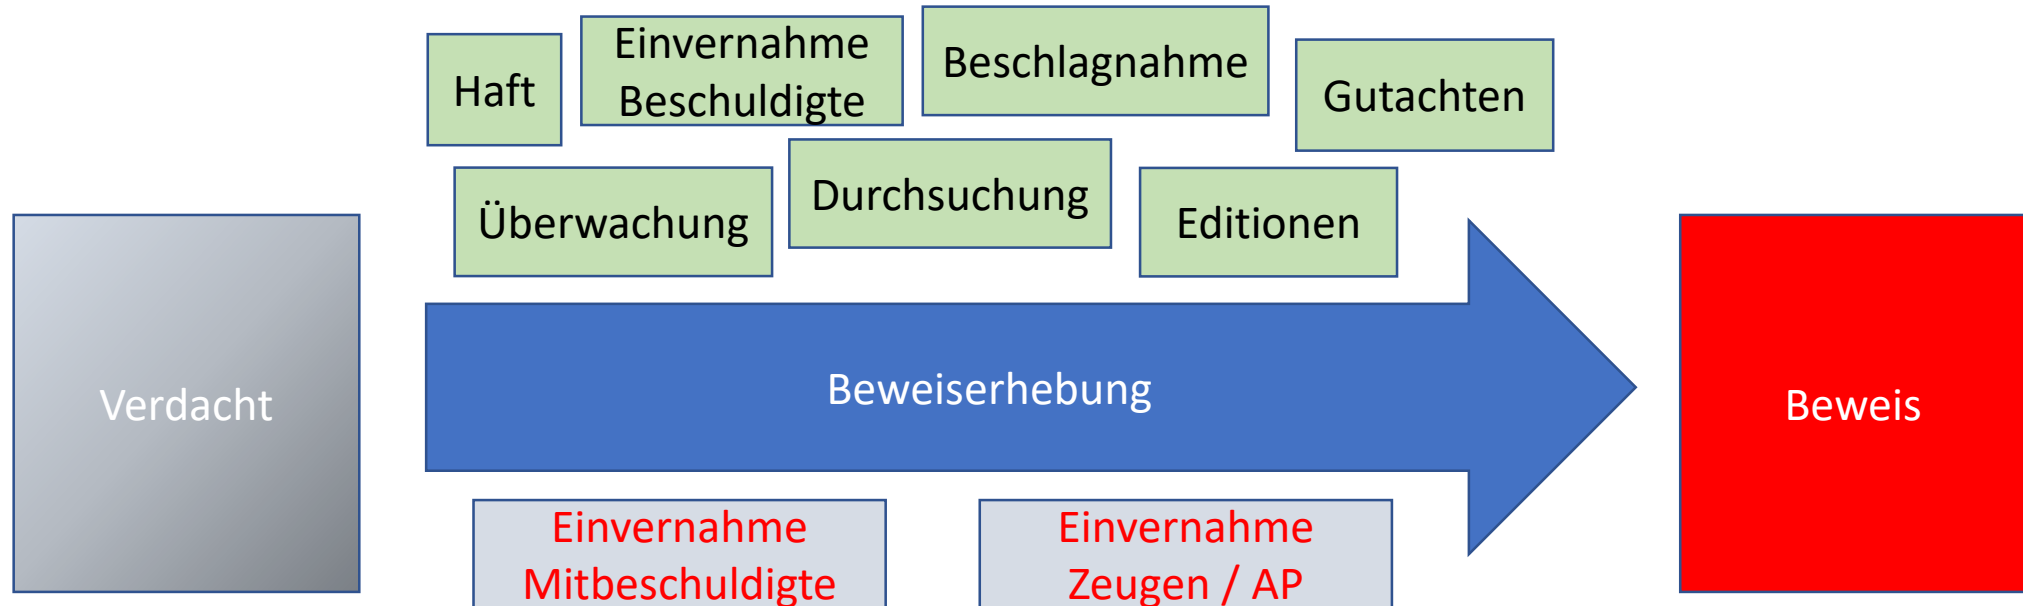 Haft
Einvernahme
Beschuldigte
Beschlagnahme
Gutachten
Überwachung
Durchsuchung
Editionen
Verdacht
Beweiserhebung
Beweis
Einvernahme
Mitbeschuldigte
Einvernahme
Zeugen / AP